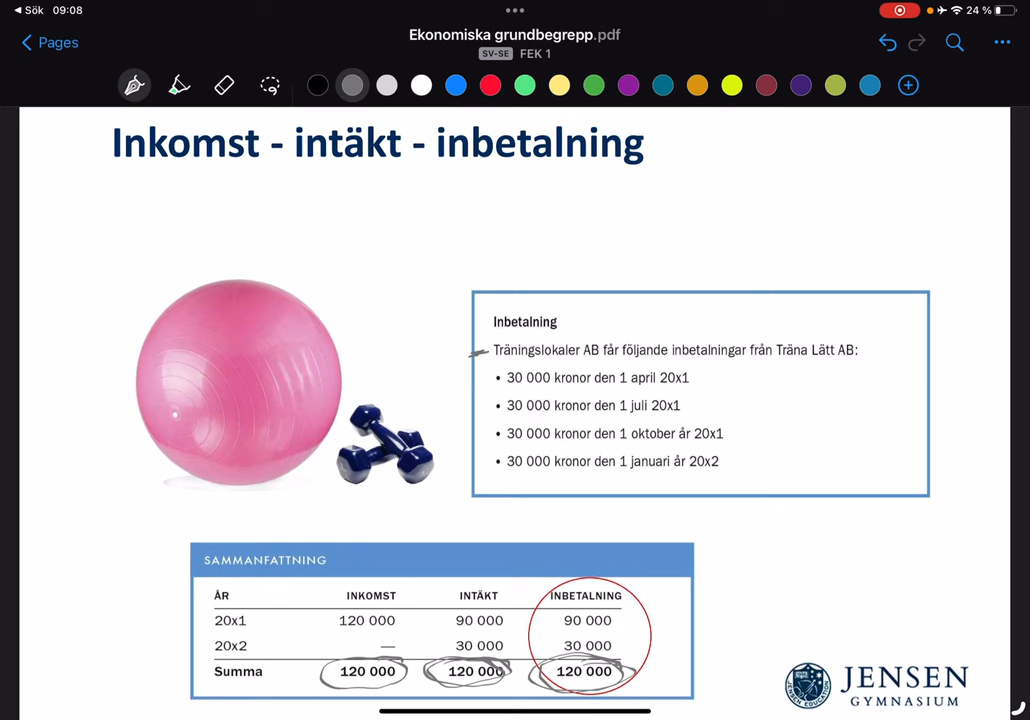 Sök 09:08
24 %
Pages
Ekonomiska grundbegrepp.pdf
SV-SE FEK 1
Inkomst - intäkt - inbetalning
Inbetalning
Träningslokaler AB får följande inbetalningar från Träna Lätt AB:
• 30 000 kronor den 1 april 20x1
• 30 000 kronor den 1 juli 20x1
• 30 000 kronor den 1 oktober år 20x1
• 30 000 kronor den 1 januari år 20x2
SAMMANFATTNING
ÅR INKOMST INTÄKT INBETALNING
20x1 120 000 90 000 90 000
20x2 — 30 000 30 000
Summa 120 000 120 000 120 000
JENSEN
GYMNASIUM
JENSEN EDUCATION